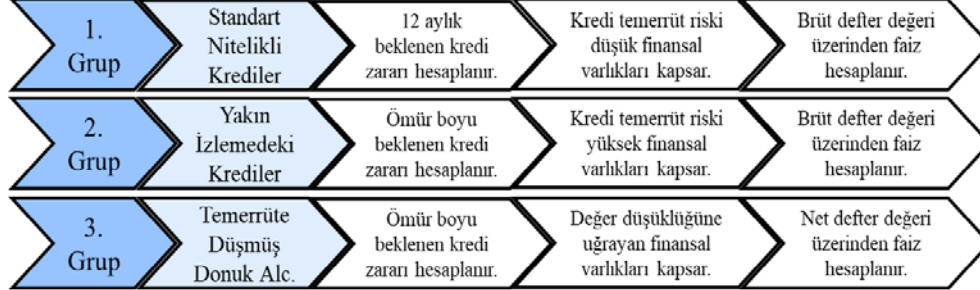 1.
Grup
Standart
Nitelikli
Krediler
12 aylık
beklenen kredi
zararı hesaplanır.
Kredi temerrüt riski
düşük finansal
varlıkları kapsar.
Brüt defter değeri
üzerinden faiz
hesaplanır.
2.
Grup
Yakın
İzlemedeki
Krediler
Ömür boyu
beklenen kredi
zararı hesaplanır.
Kredi temerrüt riski
yüksek finansal
varlıkları kapsar.
Brüt defter değeri
üzerinden faiz
hesaplanır.
3.
Grup
Temerrüte
Düşmüş
Donuk Alc.
Ömür boyu
beklenen kredi
zararı hesaplanır.
Değer düşüklüğüne
uğrayan finansal
varlıkları kapsar.
Net defter değeri
üzerinden faiz
hesaplanır.